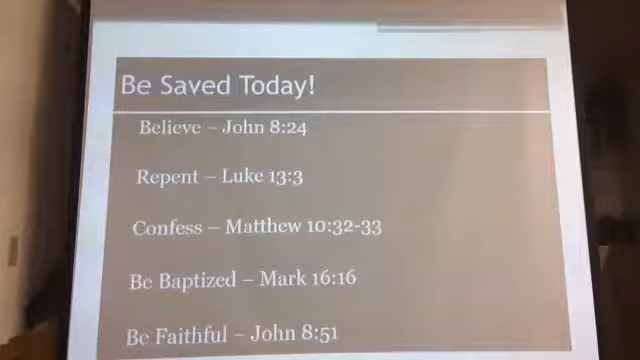 Be Saved Today!
Believe – John 8:24
Repent – Luke 13:3
Confess – Matthew 10:32-33
Be Baptized – Mark 16:16
Be Faithful – John 8:51